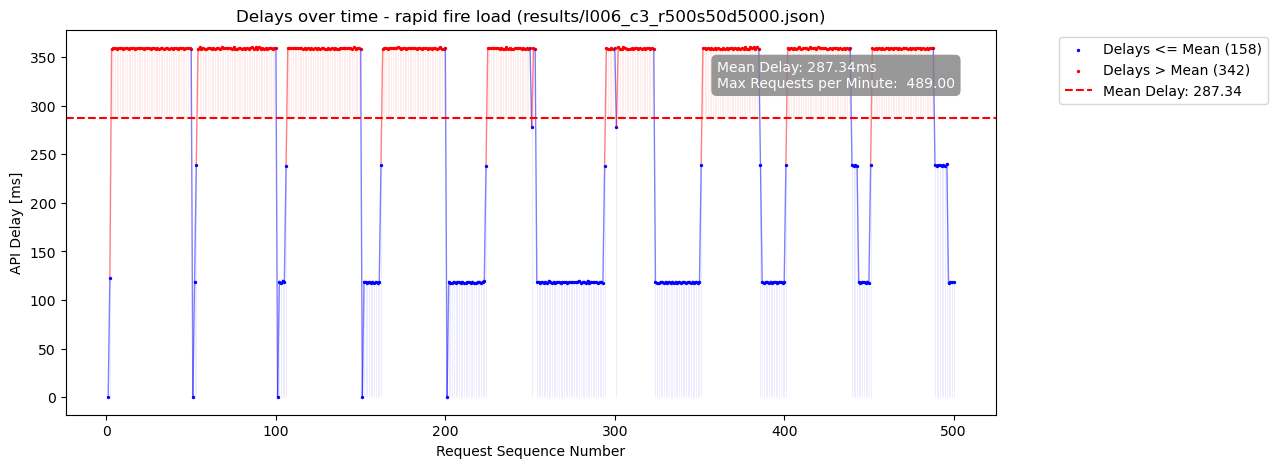 Delays over time - rapid fire load (results/l006_c3_r500s50d5000.json)
API Delay [ms]
350
300
250
200
150
100
50
0
0
100
200
300
400
500
Request Sequence Number
Mean Delay: 287.34ms
Max Requests per Minute:  489.00
Delays <= Mean (158)
Delays > Mean (342)
Mean Delay: 287.34